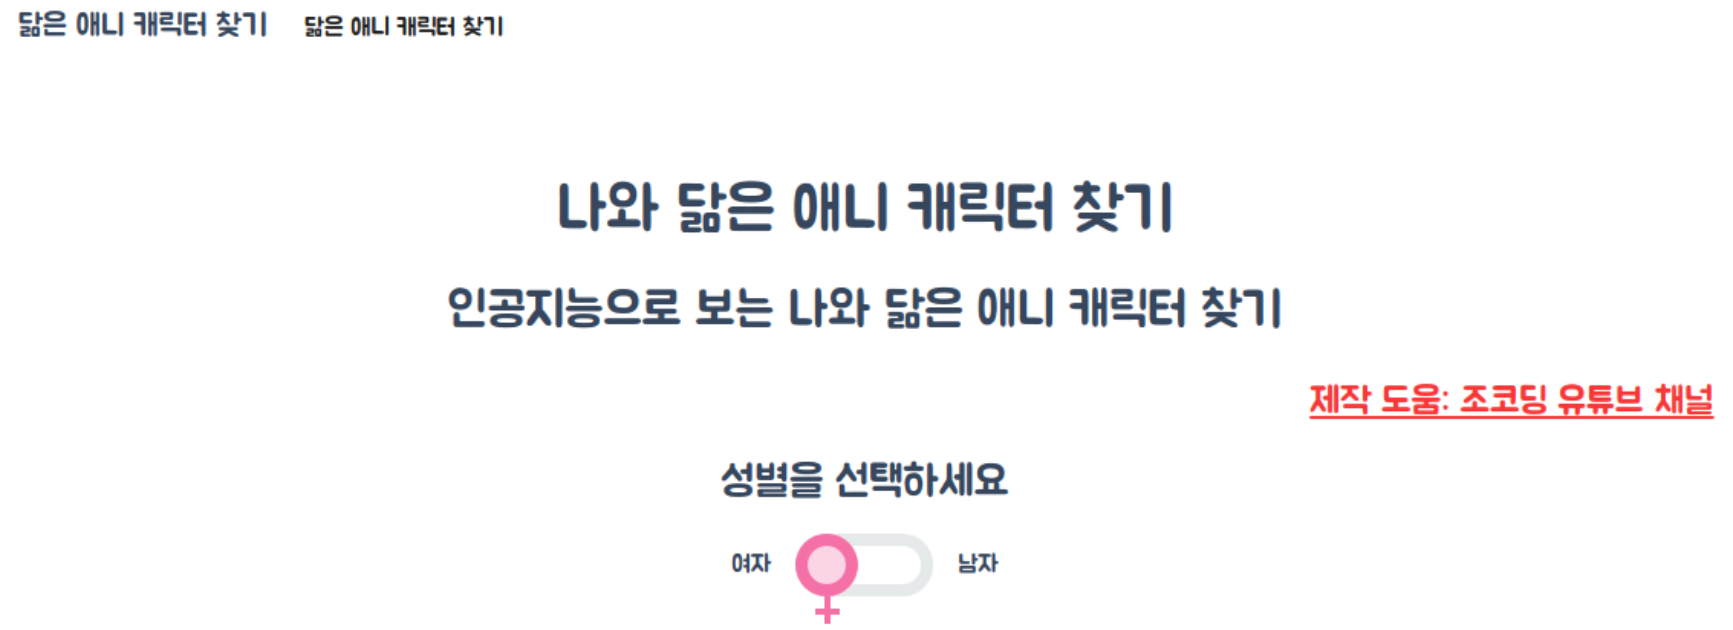 닮은 애니 캐릭터 찾기 닮은 애니 캐릭터 찾기
나와 닮은 애니 캐릭터 찾기
인공지능으로 보는 나와 닮은 애니 캐릭터 찾기
제작 도움: 조코딩 유튜브 채널
성별을 선택하세요
여자 남자